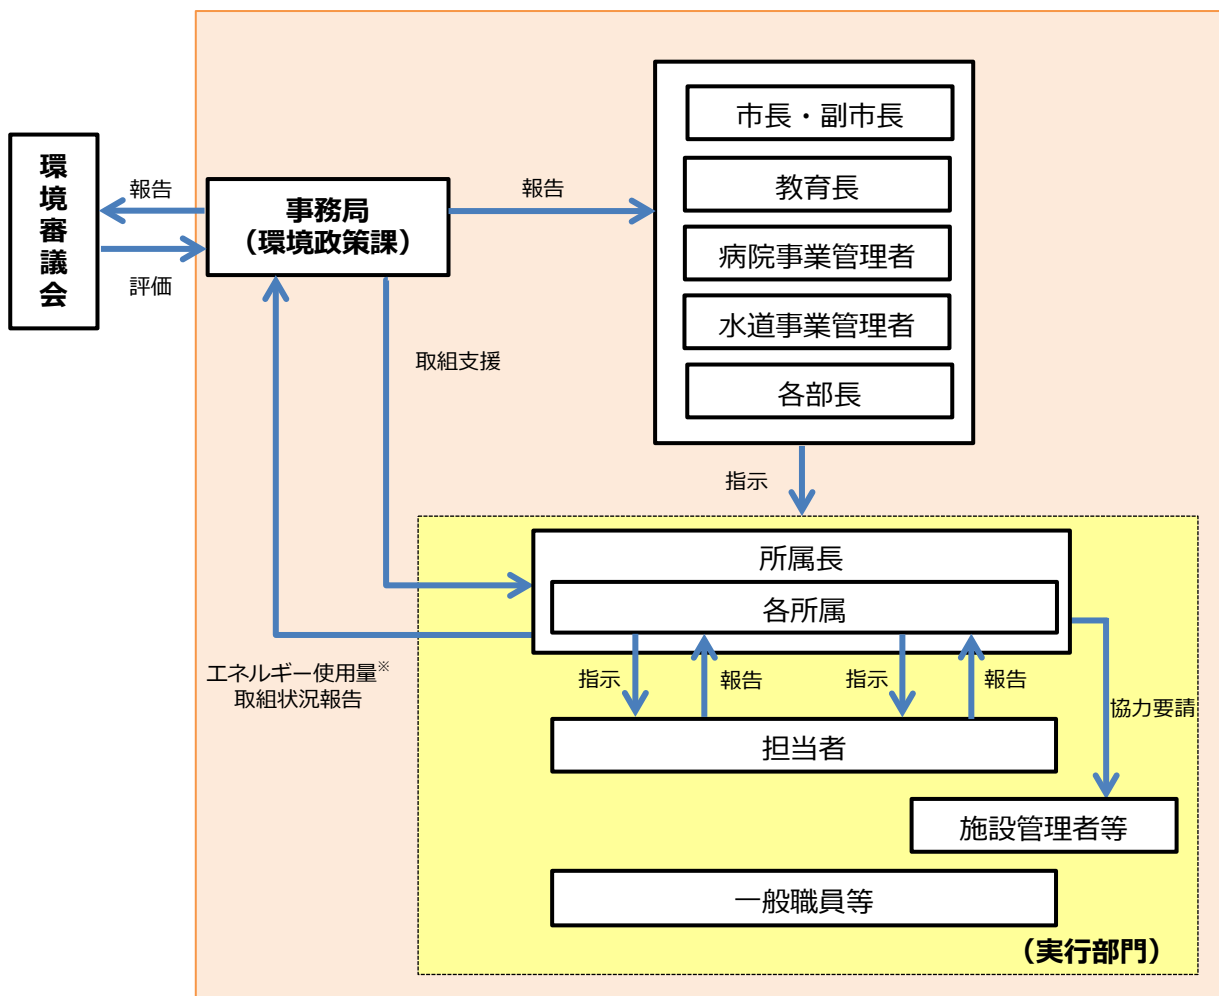 環境審議会
報告
評価
事務局
（環境政策課）
報告
市長・副市長
教育長
病院事業管理者
水道事業管理者
各部長
取組支援
指示
所属長
各所属
エネルギー使用量※
取組状況報告
指示
報告
指示
報告
協力要請
担当者
施設管理者等
一般職員等
（実行部門）